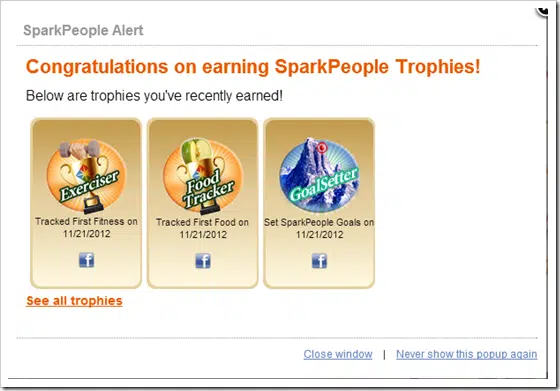 SparkPeople Alert
Congratulations on earning SparkPeople Trophies!
Below are trophies you've recently earned!
Exerciser
Tracked First Fitness on
11/21/2012
f
Food
Tracker
Tracked First Food on
11/21/2012
f
GoalSetter
Set SparkPeople Goals on
11/21/2012
f
See all trophies
Close window | Never show this popup again